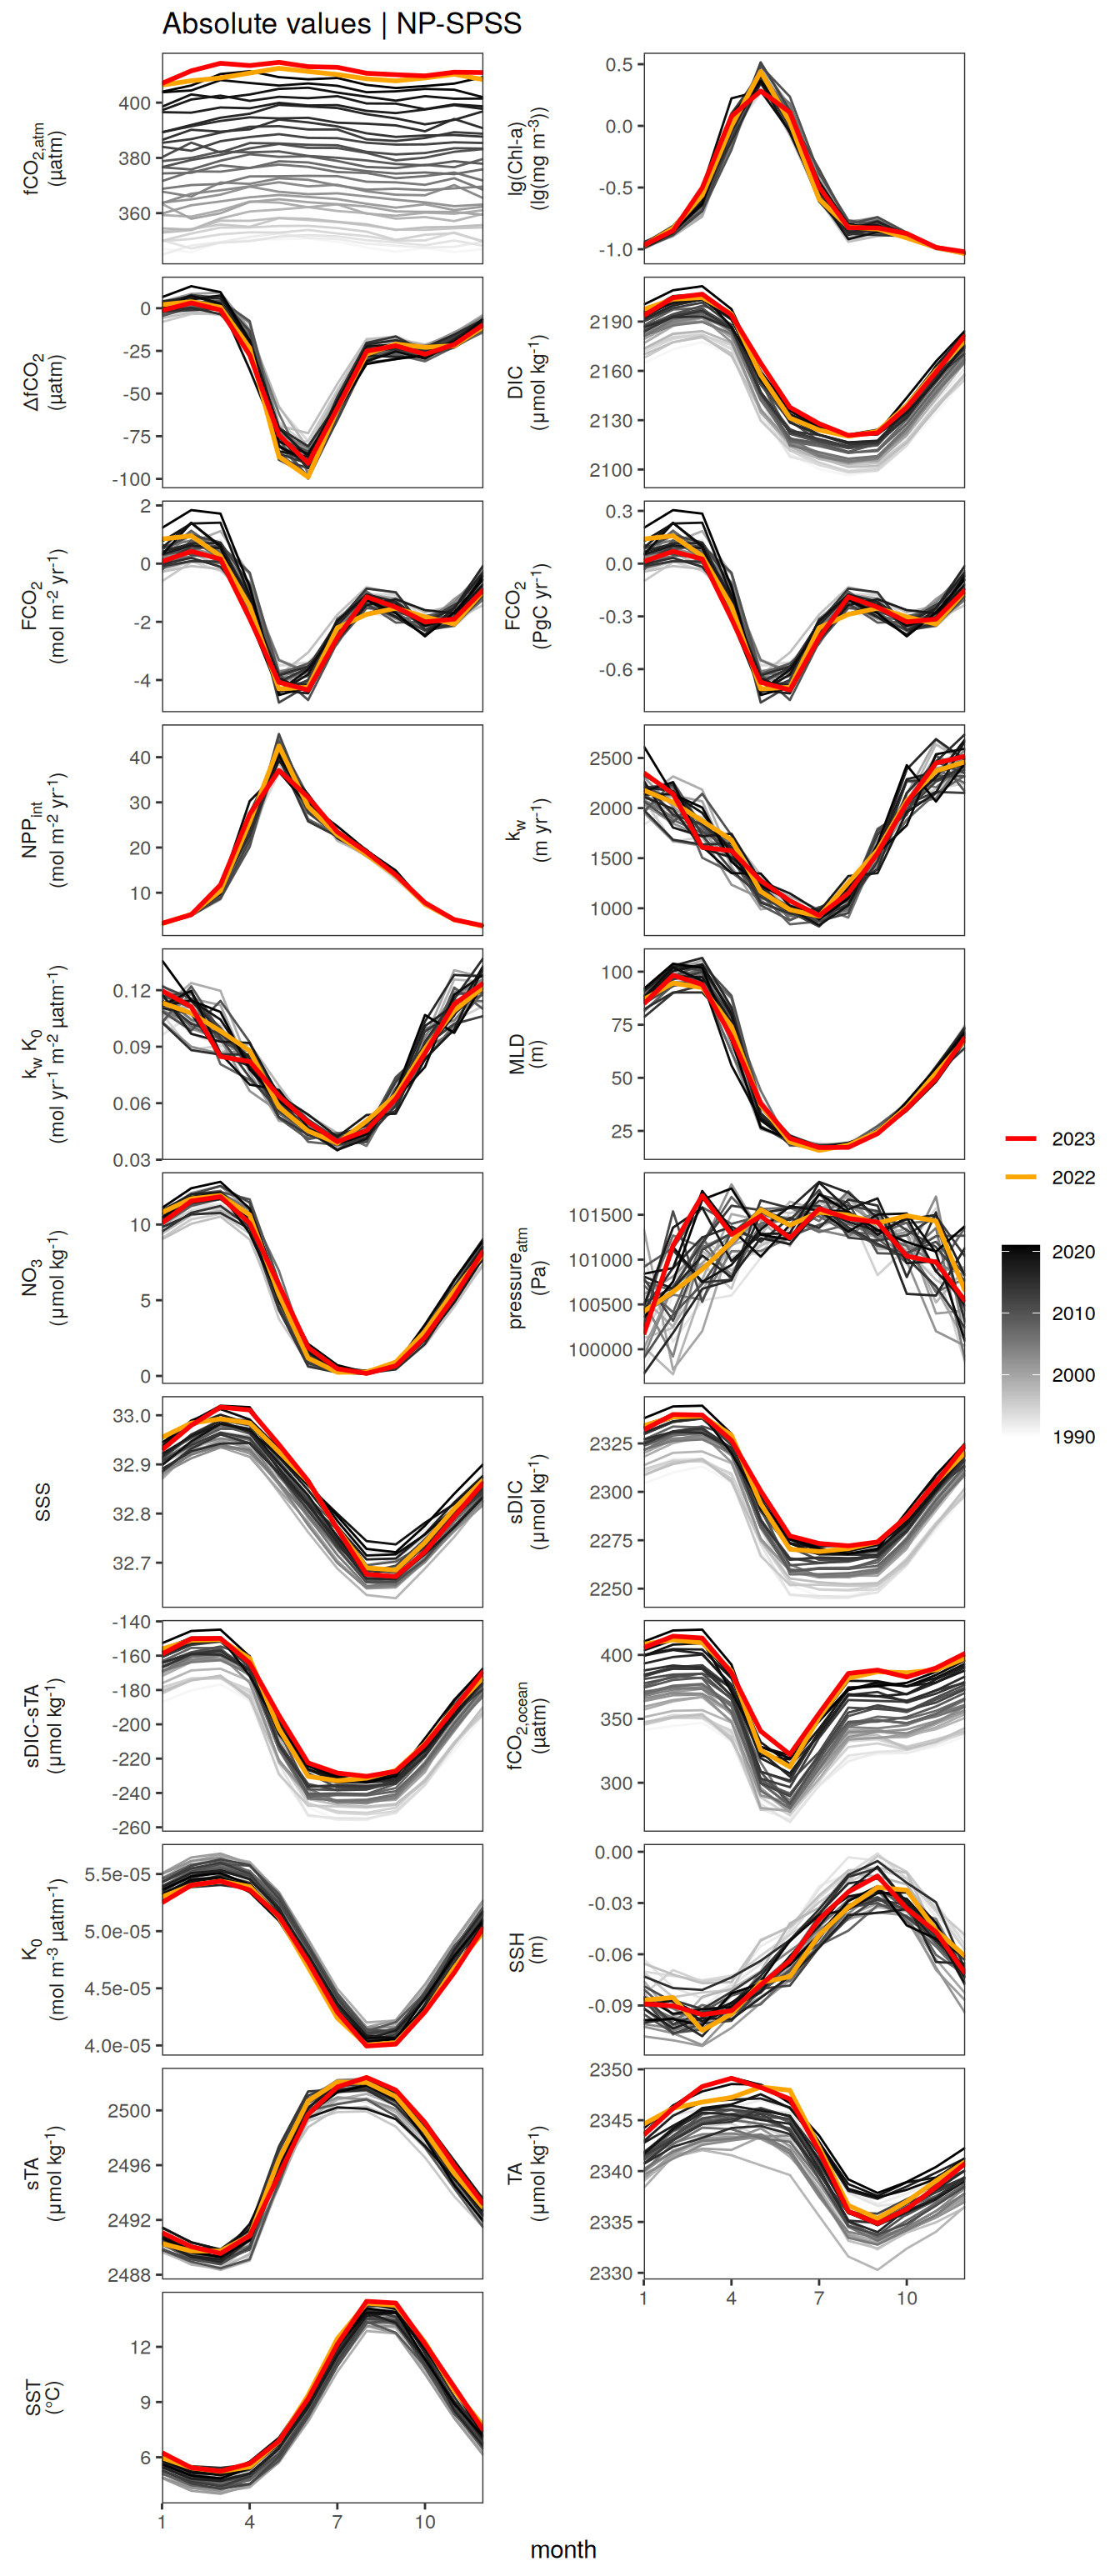 Absolute values | NP-SPSS
fCO2,atm
(µatm)
400
380
360
lg(Chl-a)
(lg(mg m-3))
0.5
0.0
-0.5
-1.0
ΔfCO2
(µatm)
0
-25
-50
-75
-100
DIC
(µmol kg-1)
2190
2160
2130
2100
FCO2
(mol m-2 yr-1)
2
0
-2
-4
FCO2
(PgC yr-1)
0.3
0.0
-0.3
-0.6
NPPint
(mol m-2 yr-1)
40
30
20
10
kw
(m yr-1)
2500
2000
1500
1000
kw K0
(mol yr-1 m-2 µatm-1)
0.12
0.09
0.06
0.03
MLD
(m)
100
75
50
25
2023
2022
2020
2010
2000
1990
NO3
(µmol kg-1)
10
5
0
pressureatm
(Pa)
101500
101000
100500
100000
SSS
33.0
32.9
32.8
32.7
sDIC
(µmol kg-1)
2325
2300
2275
2250
sDIC-sTA
(µmol kg-1)
-140
-160
-180
-200
-220
-240
-260
fCO2,ocean
(µatm)
400
350
300
K0
(mol m-3 µatm-1)
5.5e-05
5.0e-05
4.5e-05
4.0e-05
SSH
(m)
0.00
-0.03
-0.06
-0.09
sTA
(µmol kg-1)
2500
2496
2492
2488
TA
(µmol kg-1)
2350
2345
2340
2335
2330
1 4 7 10
SST
(°C)
12
9
6
1 4 7 10
month